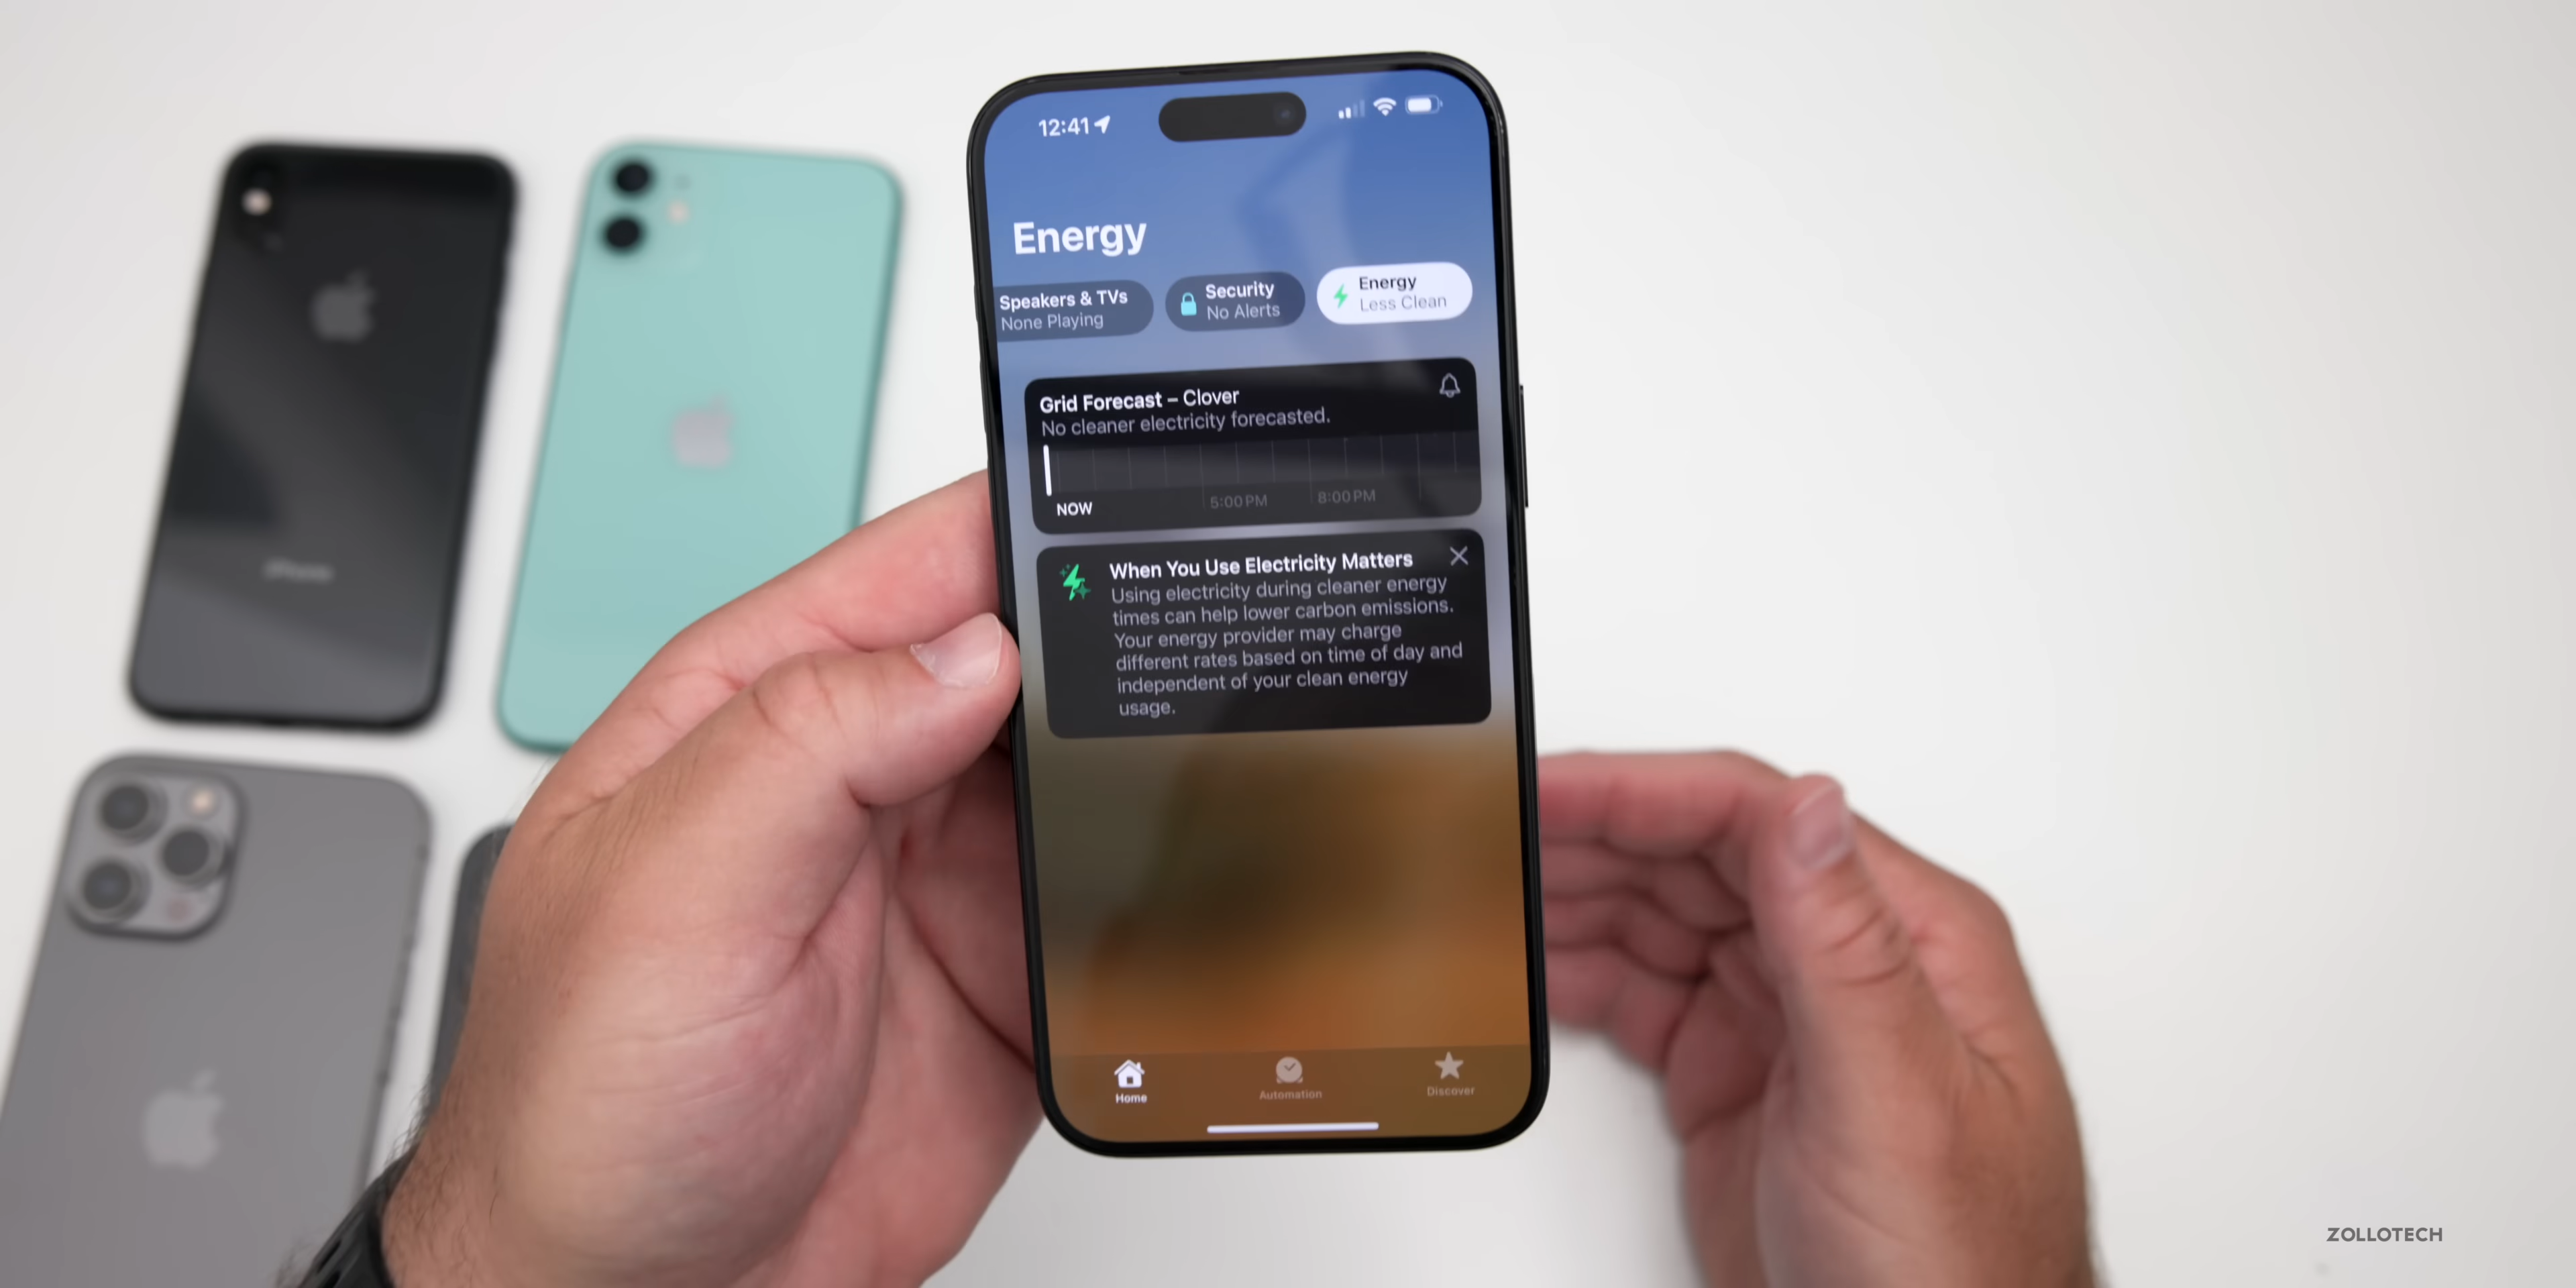 12:41
Energy
Speakers & TVs
None Playing
Security
No Alerts
Energy
Less Clean
Grid Forecast – Clover
No cleaner electricity forecasted.
NOW
5:00 PM
8:00 PM
When You Use Electricity Matters
Using electricity during cleaner energy
times can help lower carbon emissions.
Your energy provider may charge
different rates based on time of day and
independent of your clean energy
usage.
Home
Automation
Discover
iPhone
ZOLLOTECH